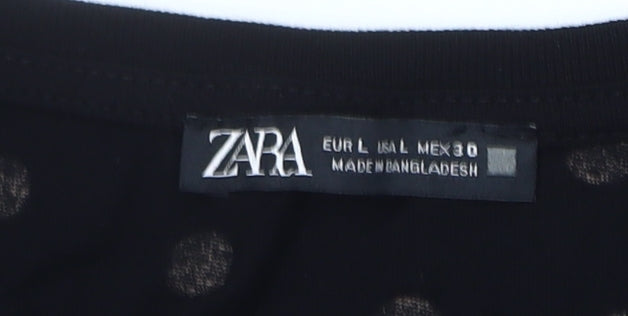 ZARA
EUR L USA L MEX 30
MADE IN BANGLADESH